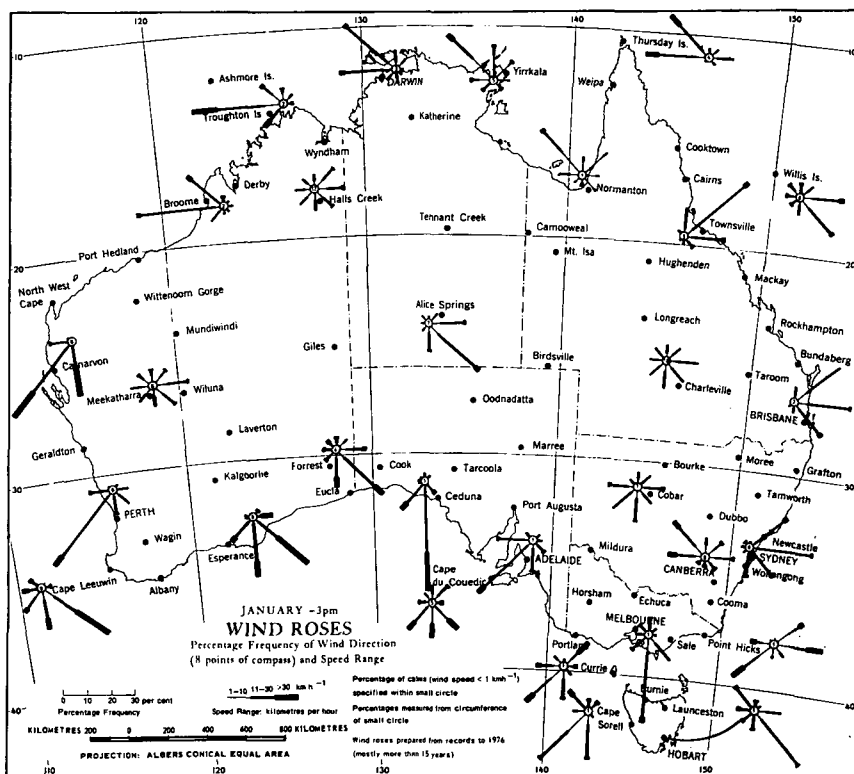 120
130
140
150
10
Thursday Is.
Ashmore Is.
DARWIN
Yirrkala
Weipa
Troughton Is
Katherine
Wyndham
Cooktown
Derby
Cairns
Willis Is.
Broome
Halls Creek
Normanton
Tennant Creek
Camooweal
Townsville
Port Hedland
Mt. Isa
Hughenden
20
20
North West
Cape
Wittenoom Gorge
Mackay
Alice Springs
Mundiwindi
Longreach
Rockhampton
Giles
Carnarvon
Birdsville
Bundaberg
Meekatharra
Wiluna
Charleville
Taroom
Oodnadatta
BRISBANE
Laverton
Marree
Geraldton
Forrest
Cook
Tarcoola
Bourke
Moree
Grafton
Kalgoorlie
30
30
Eucla
Ceduna
Cobar
Tamworth
Port Augusta
PERTH
Dubbo
Wagin
Mildura
Newcastle
Esperance
ADELAIDE
SYDNEY
Cape Leeuwin
Albany
Cape
du Couedic
CANBERRA
Wollongong
Horsham
Echuca
Cooma
MELBOURNE
Portland
Sale
Point Hicks
JANUARY – 3pm
WIND ROSES
Percentage Frequency of Wind Direction
(8 points of compass) and Speed Range
Currie
Burnie
Cape
Sorell
Launceston
HOBART
40
40
0 10 20 30 per cent
Percentage Frequency
1–10 11–30 >30 km h⁻¹
Speed Range: kilometres per hour
Percentage of calms (wind speed < 1 kmh⁻¹)
specified within small circle
Percentages measured from circumference
of small circle
Wind roses prepared from records to 1976
(mostly more than 15 years)
KILOMETRES 200 0 200 400 600 800 KILOMETRES
PROJECTION: ALBERS CONICAL EQUAL AREA
110
120
130
140
150